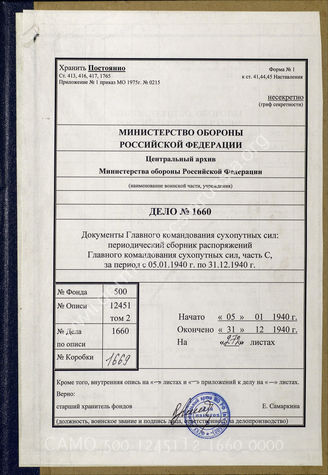 Хранить Постоянно
Форма № 1
Ст. 413, 416, 417, 1765
к ст. 41,44,45 Наставления
Приложение № 1 приказ МО 1975г. № 0215
несекретно
(гриф секретности)
МИНИСТЕРСТВО ОБОРОНЫ
РОССИЙСКОЙ ФЕДЕРАЦИИ
Центральный архив
Министерства обороны Российской Федерации
(наименование воинской части, учреждения)
ДЕЛО № 1660
Документы Главного командования сухопутных сил:
периодический сборник распоряжений
Главного командования сухопутных сил, часть С,
за период с 05.01.1940 г. по 31.12.1940 г.
№ Фонда 500
№ Описи 12451
том 2
№ Дела 1660
по описи
№ Коробки 1669
Начато « 05 » 01 1940 г.
Окончено « 31 » 12 1940 г.
На «272» листах
Кроме того, внутренняя опись на «–» листах и «–» приложений к делу на «–» листах.
Верно:
старший хранитель фондов
Е. Самаркина
(должность, воинское звание и подпись лица, ответственного за делопроизводство)
CAMO 500-12451 2-1660 0000